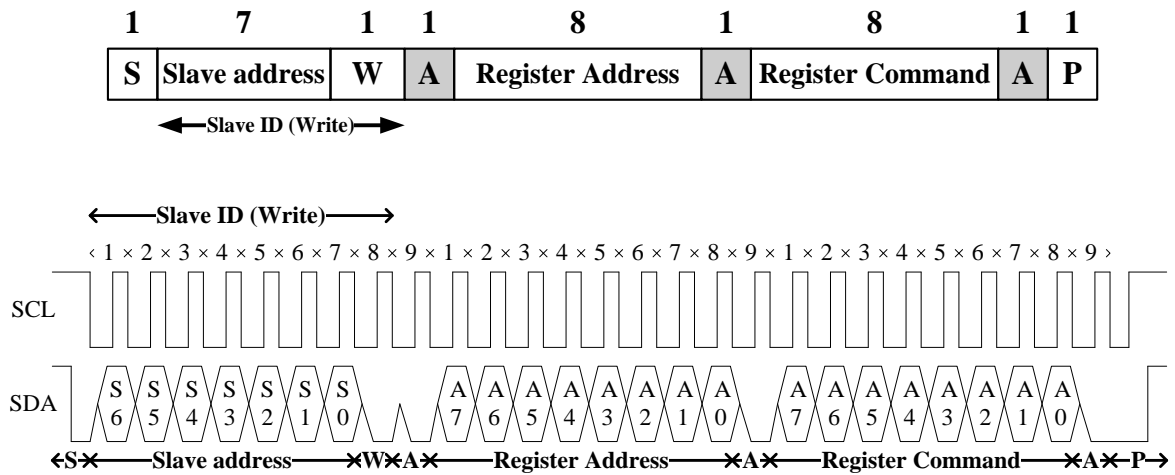 1 7 1 1 8 1 8 1 1
S Slave address W A Register Address A Register Command A P
Slave ID (Write)
Slave ID (Write)
‹ 1 × 2 × 3 × 4 × 5 × 6 × 7 × 8 × 9 × 1 × 2 × 3 × 4 × 5 × 6 × 7 × 8 × 9 × 1 × 2 × 3 × 4 × 5 × 6 × 7 × 8 × 9 ›
SCL
SDA S6 S5 S4 S3 S2 S1 S0 A7 A6 A5 A4 A3 A2 A1 A0 A7 A6 A5 A4 A3 A2 A1 A0
S Slave address W A Register Address A Register Command A P